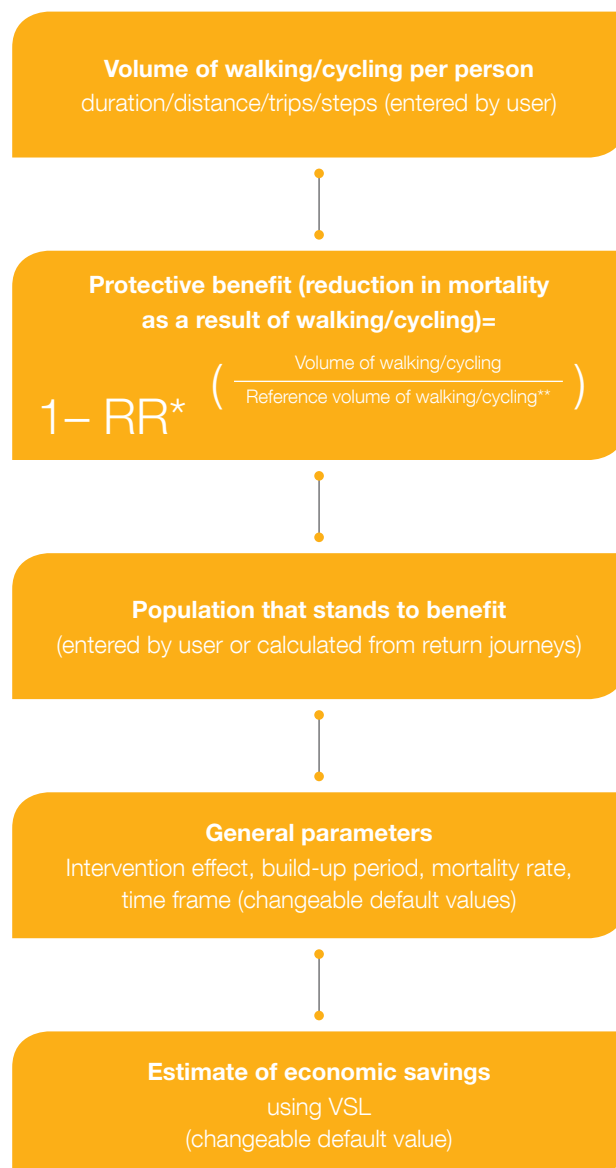 Volume of walking/cycling per person
duration/distance/trips/steps (entered by user)
Protective benefit (reduction in mortality
as a result of walking/cycling)=
1– RR* ( Volume of walking/cycling
Reference volume of walking/cycling** )
Population that stands to benefit
(entered by user or calculated from return journeys)
General parameters
Intervention effect, build-up period, mortality rate,
time frame (changeable default values)
Estimate of economic savings
using VSL
(changeable default value)